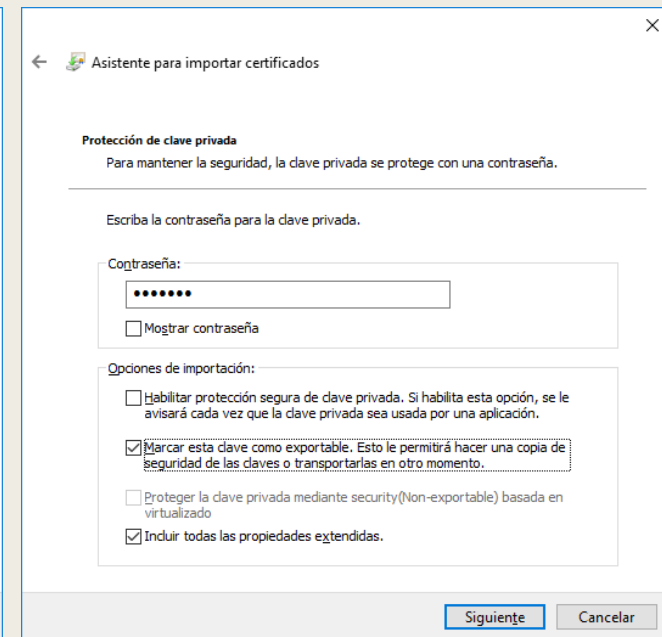 Asistente para importar certificados
Protección de clave privada
Para mantener la seguridad, la clave privada se protege con una contraseña.
Escriba la contraseña para la clave privada.
Contraseña:
•••••••
Mostrar contraseña
Opciones de importación:
Habilitar protección segura de clave privada. Si habilita esta opción, se le
avisará cada vez que la clave privada sea usada por una aplicación.
Marcar esta clave como exportable. Esto le permitirá hacer una copia de
seguridad de las claves o transportarlas en otro momento.
Proteger la clave privada mediante security(Non-exportable) basada en
virtualizado
Incluir todas las propiedades extendidas.
Siguiente
Cancelar